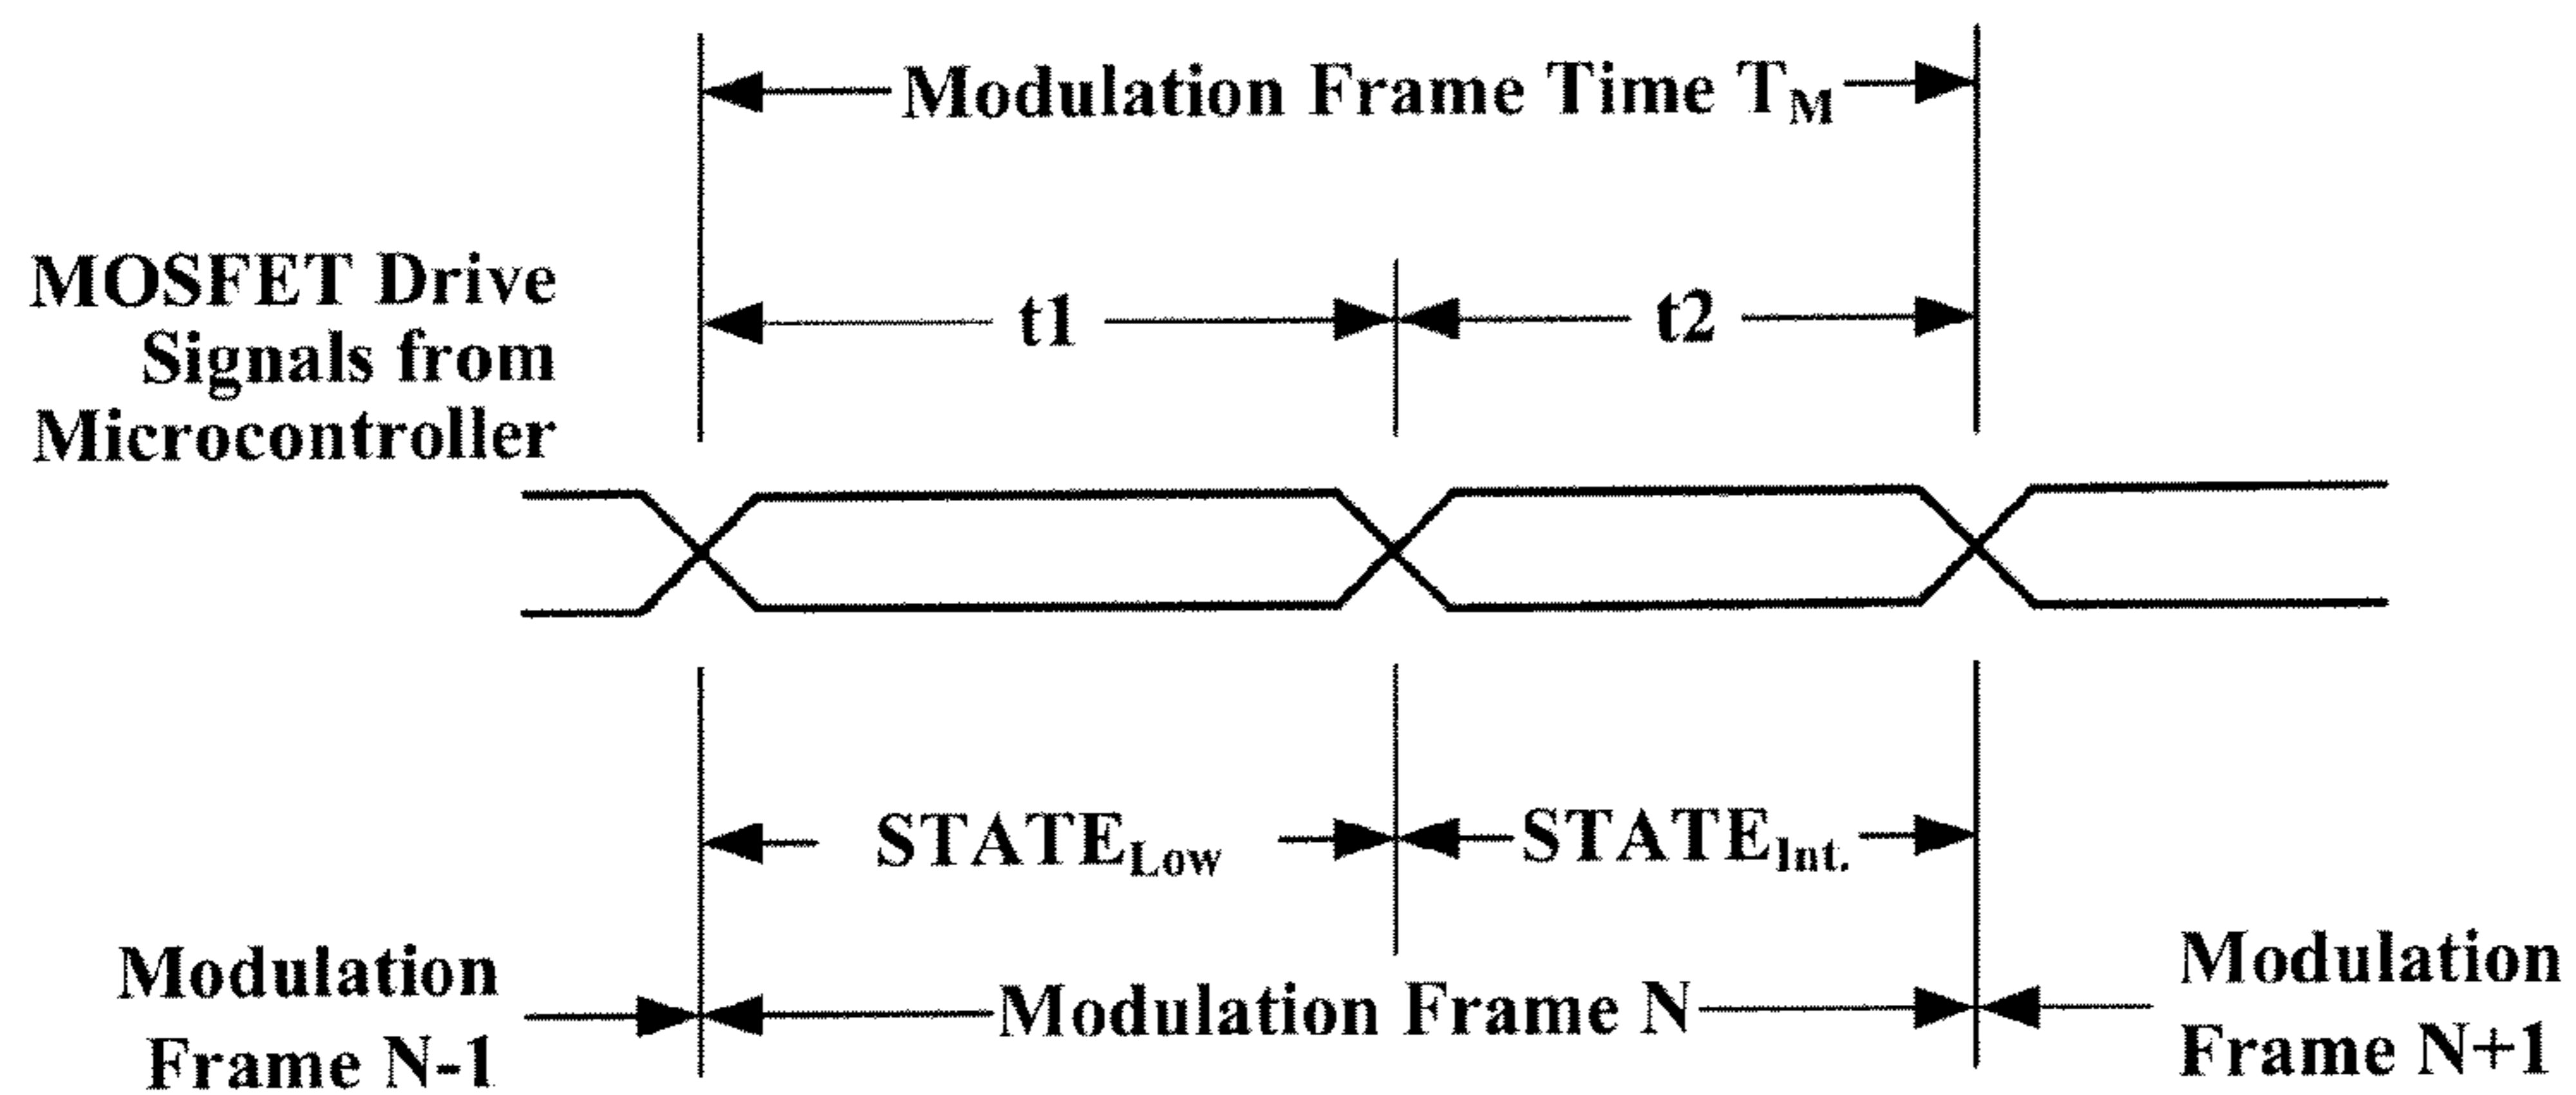 Modulation Frame Time TM
MOSFET Drive
Signals from
Microcontroller
t1
t2
STATELow
STATEInt.
Modulation
Frame N-1
Modulation Frame N
Modulation
Frame N+1